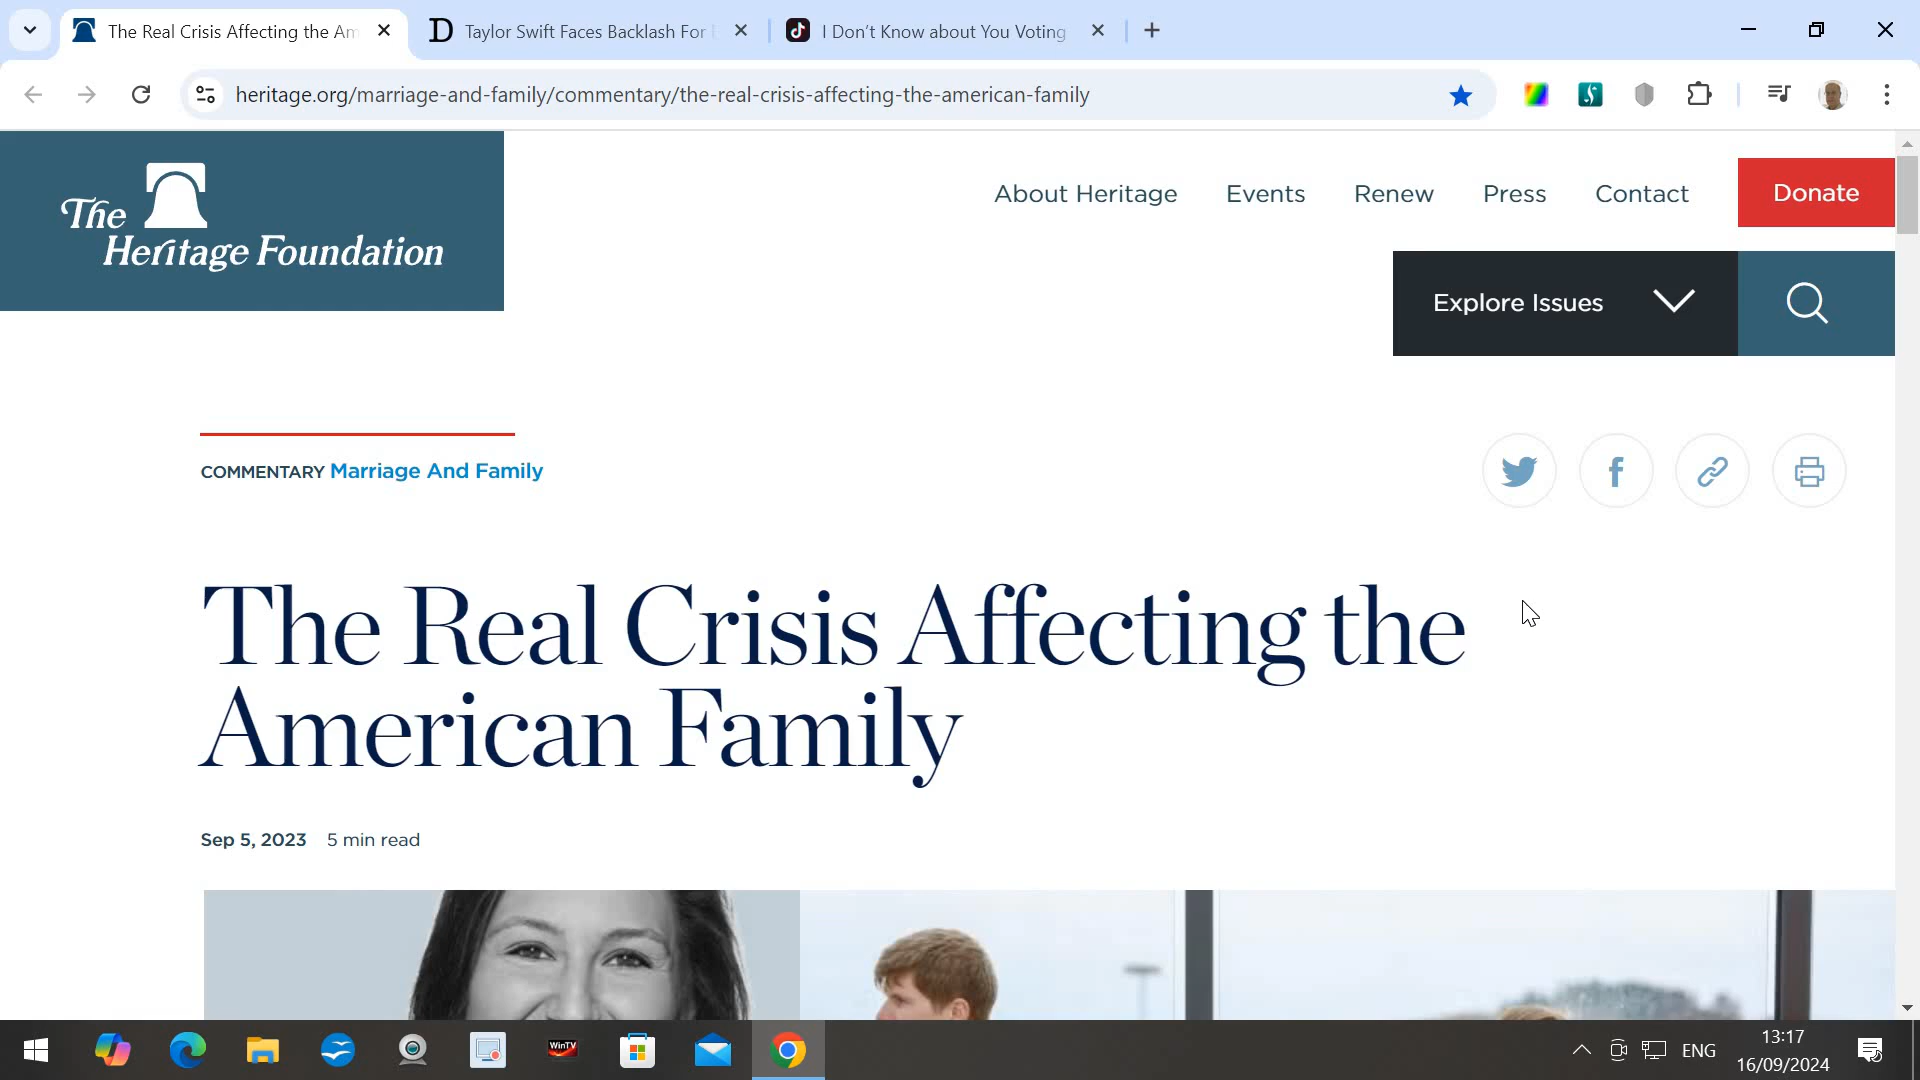 The Real Crisis Affecting the Am
Taylor Swift Faces Backlash For
I Don't Know about You Voting
heritage.org/marriage-and-family/commentary/the-real-crisis-affecting-the-american-family
The
Heritage Foundation
About Heritage
Events
Renew
Press
Contact
Donate
Explore Issues
COMMENTARY Marriage And Family
The Real Crisis Affecting the
American Family
Sep 5, 2023 5 min read
WinTV
ENG
13:17
16/09/2024